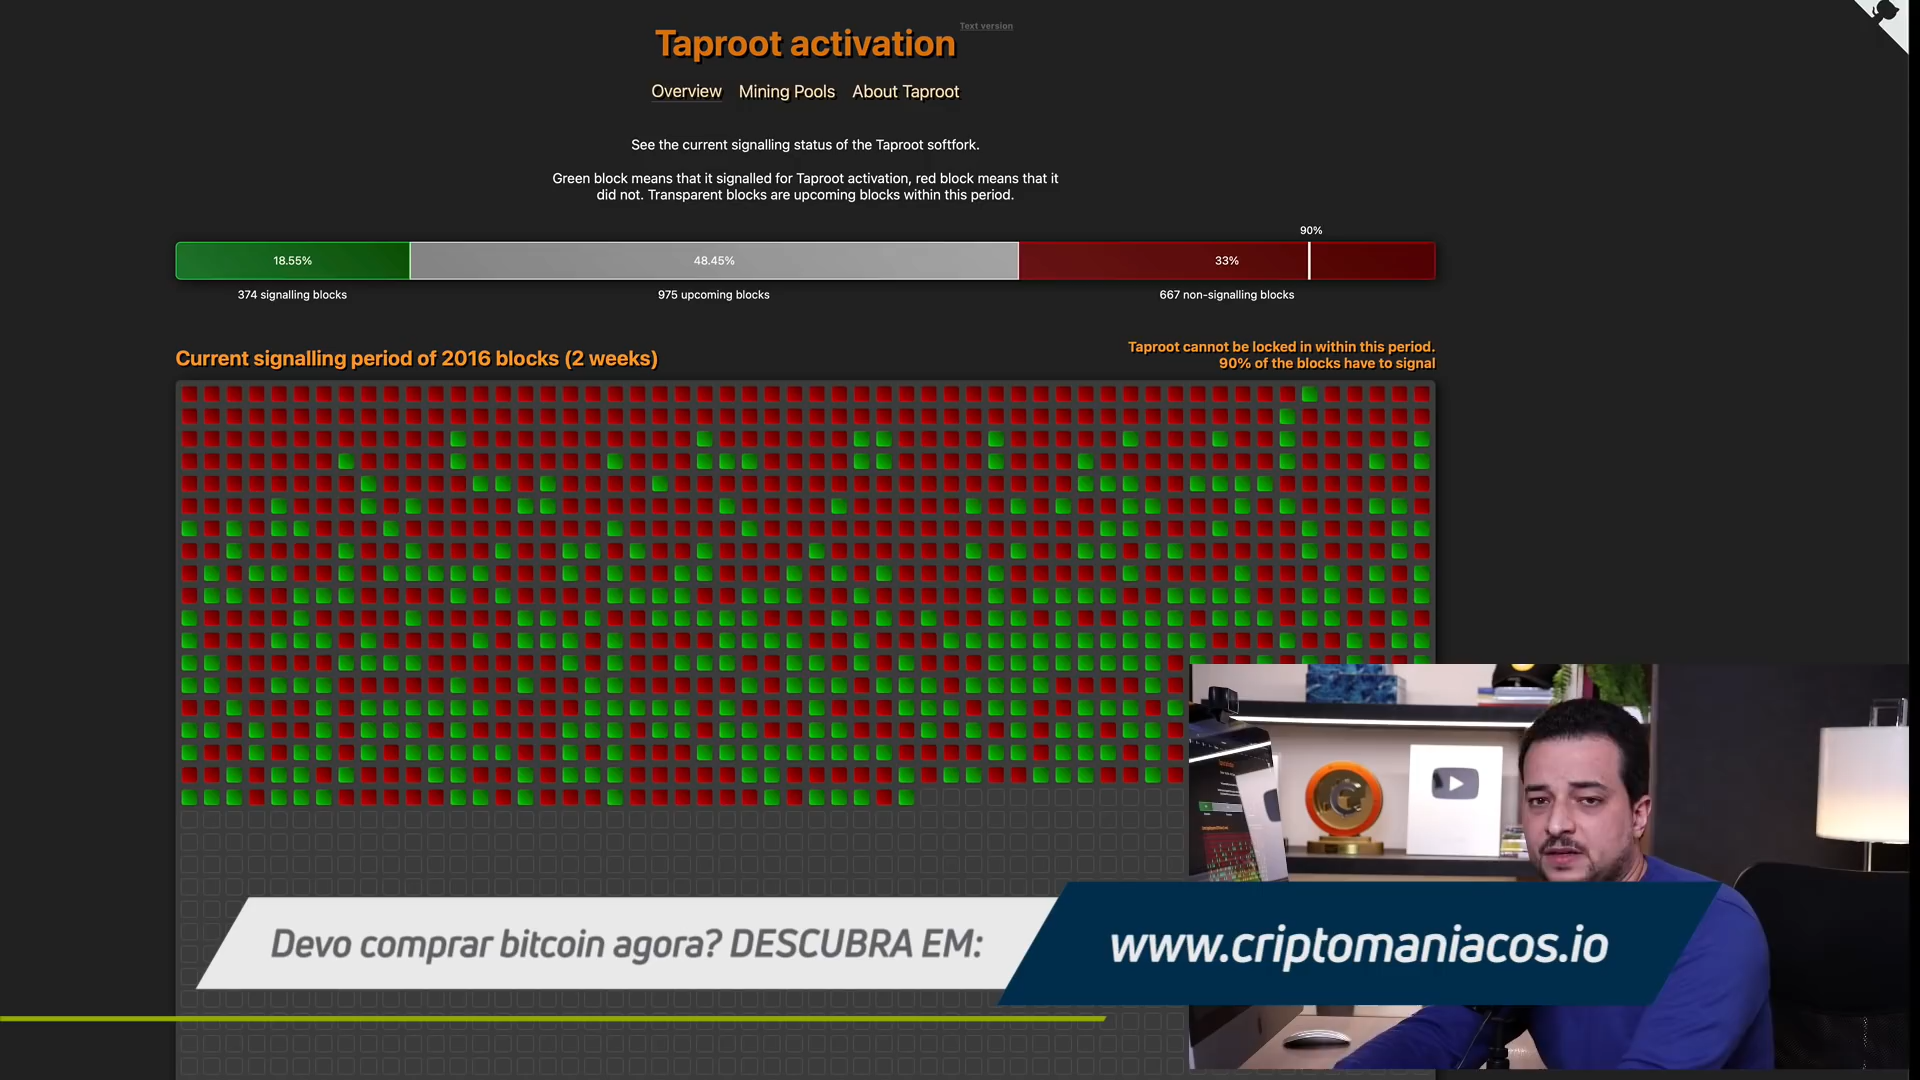 Text version
Taproot activation
Overview Mining Pools About Taproot
See the current signalling status of the Taproot softfork.
Green block means that it signalled for Taproot activation, red block means that it
did not. Transparent blocks are upcoming blocks within this period.
90%
18.55% 48.45% 33%
374 signalling blocks 975 upcoming blocks 667 non-signalling blocks
Current signalling period of 2016 blocks (2 weeks)
Taproot cannot be locked in within this period.
90% of the blocks have to signal
Devo comprar bitcoin agora? DESCUBRA EM:
www.criptomaniacos.io